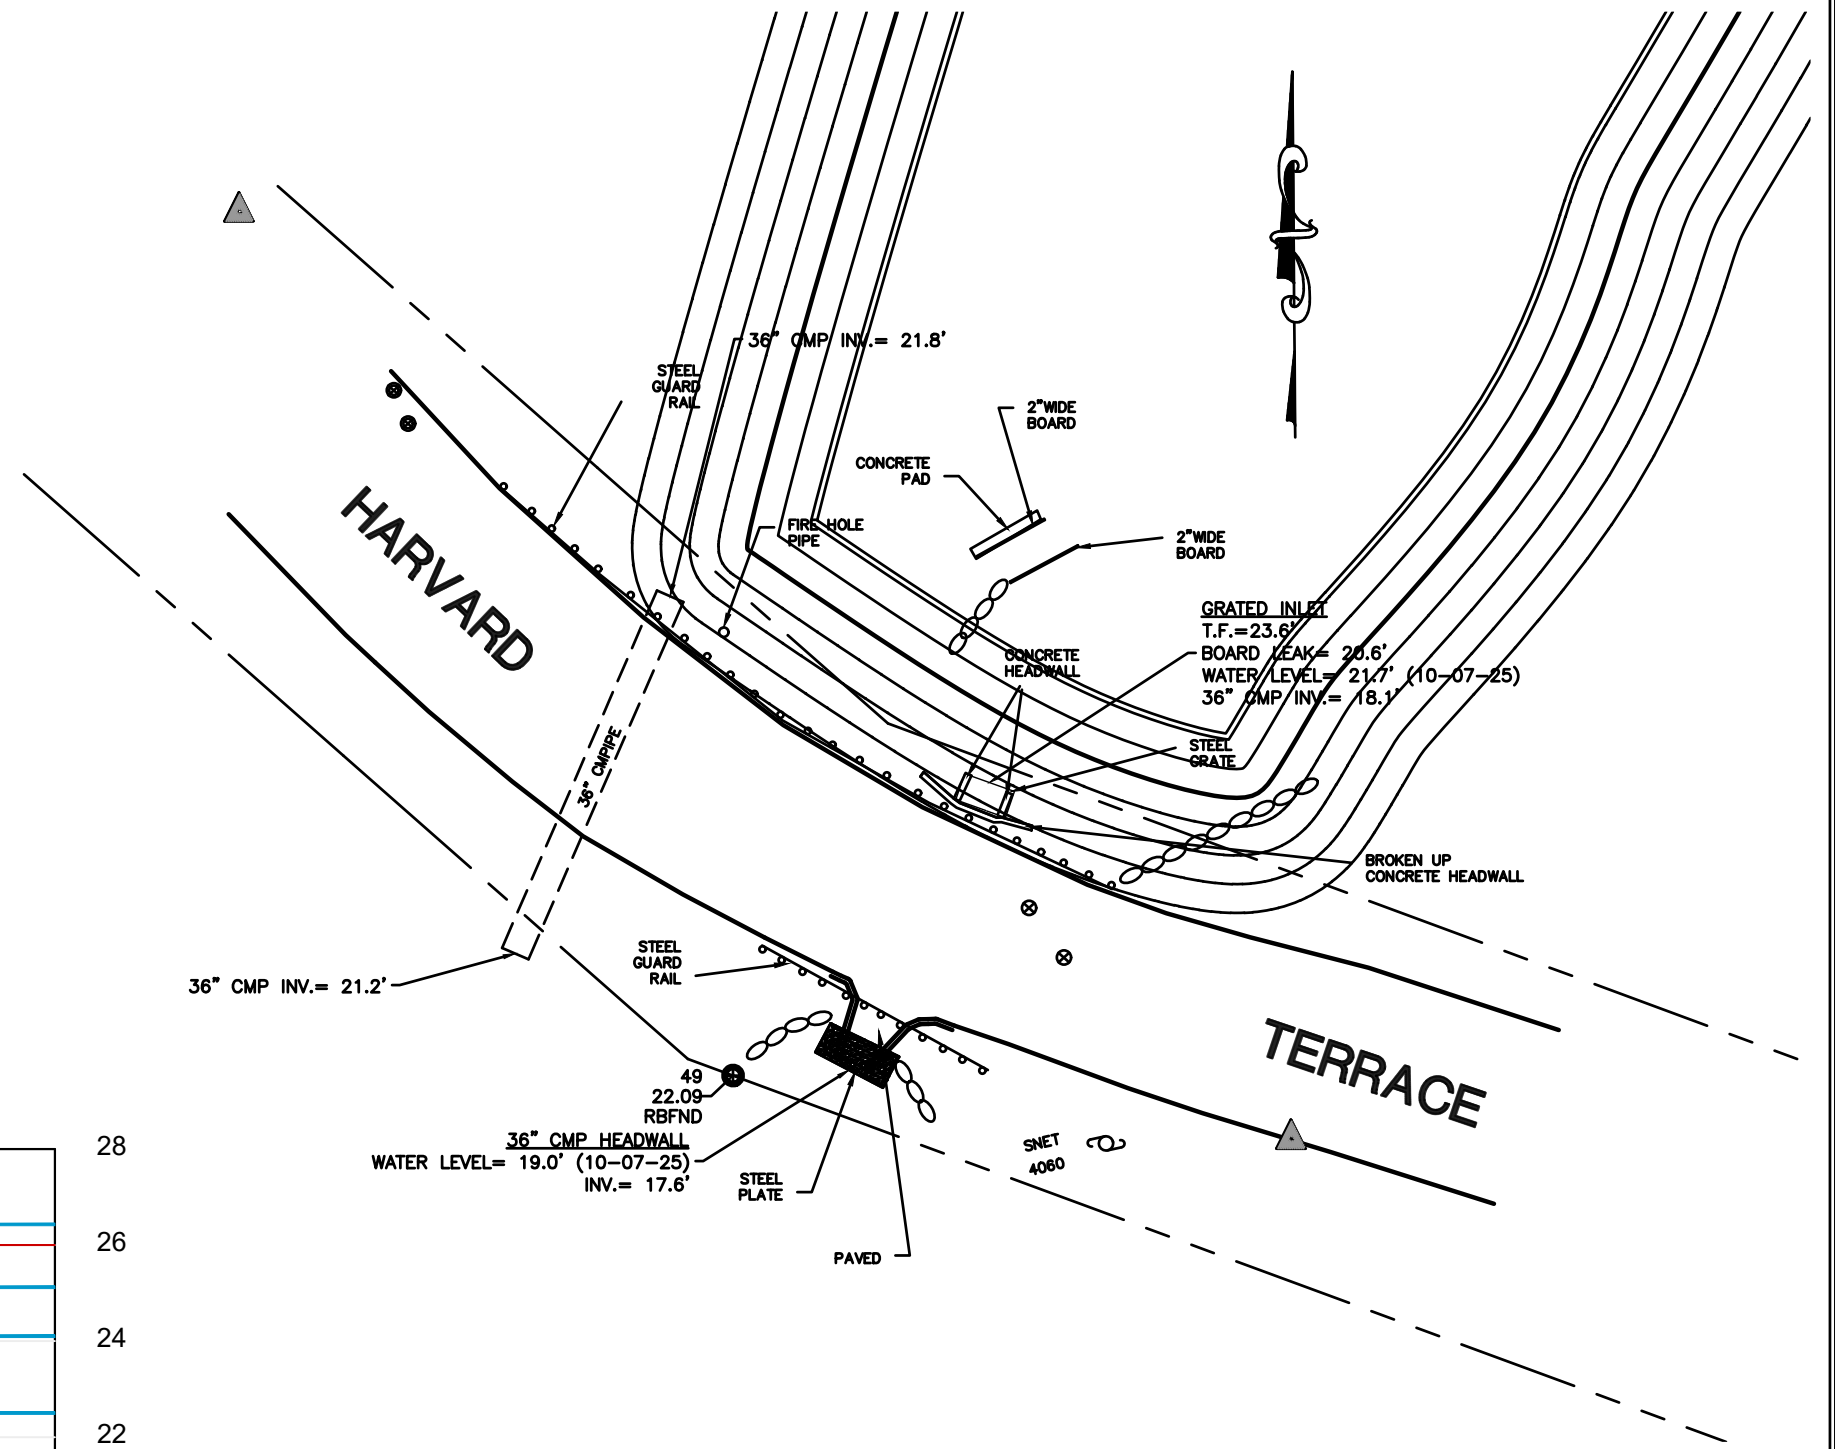 36" CMP INV.= 21.8'
STEEL
GUARD
RAIL
2"WIDE
BOARD
CONCRETE
PAD
FIRE HOLE
PIPE
2"WIDE
BOARD
HARVARD
GRATED INLET
T.F.=23.6'
BOARD LEAK= 20.6'
WATER LEVEL= 21.7' (10-07-25)
36" CMP INV.= 18.1'
CONCRETE
HEADWALL
STEEL
GRATE
36" CMPIPE
BROKEN UP
CONCRETE HEADWALL
STEEL
GUARD
RAIL
36" CMP INV.= 21.2'
TERRACE
49
22.09
RBFND
36" CMP HEADWALL
WATER LEVEL= 19.0' (10-07-25)
INV.= 17.6'
STEEL
PLATE
SNET
4060
PAVED
28
26
24
22